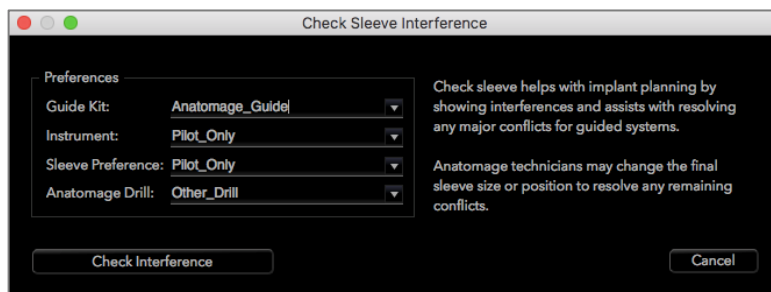 Check Sleeve Interference
Preferences
Guide Kit: Anatomage_Guide
Instrument: Pilot_Only
Sleeve Preference: Pilot_Only
Anatomage Drill: Other_Drill
Check sleeve helps with implant planning by
showing interferences and assists with resolving
any major conflicts for guided systems.
Anatomage technicians may change the final
sleeve size or position to resolve any remaining
conflicts.
Check Interference
Cancel